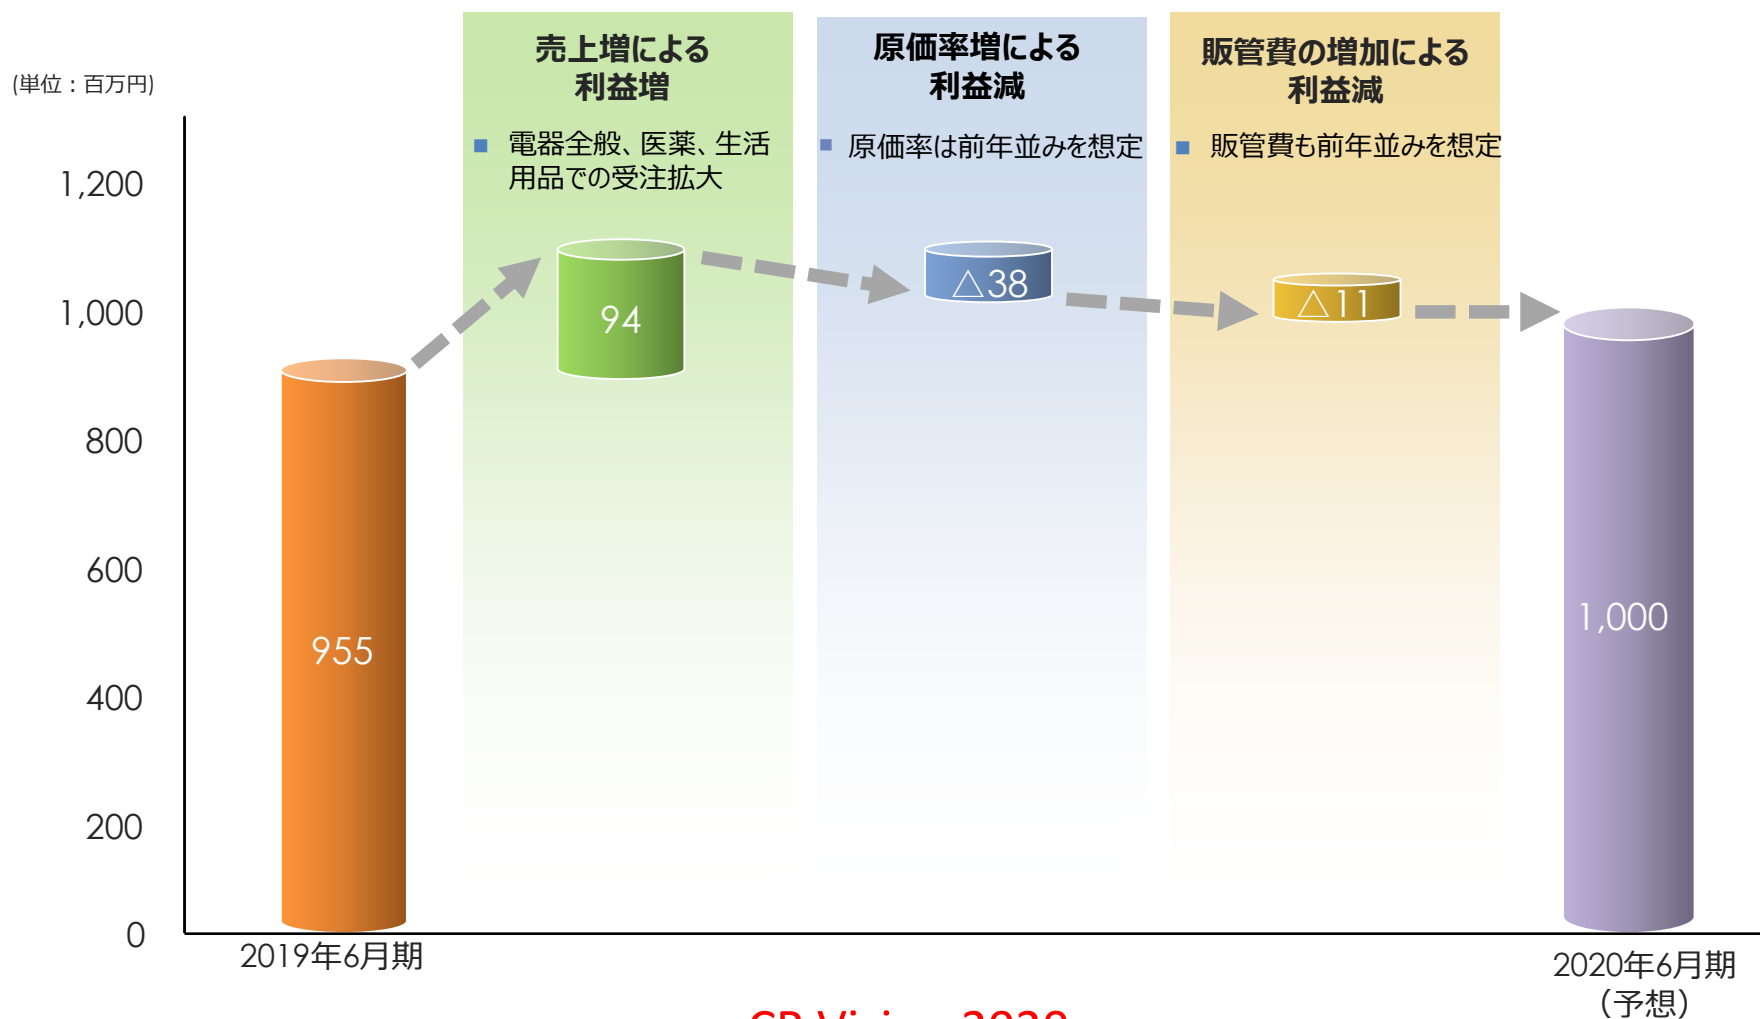 (単位：百万円)
売上増による
利益増
■ 電器全般、医薬、生活
用品での受注拡大
原価率増による
利益減
■ 原価率は前年並みを想定
販管費の増加による
利益減
■ 販管費も前年並みを想定
1,200
1,000
800
600
400
200
0
955
94
△38
△11
1,000
2019年6月期
2020年6月期
（予想）